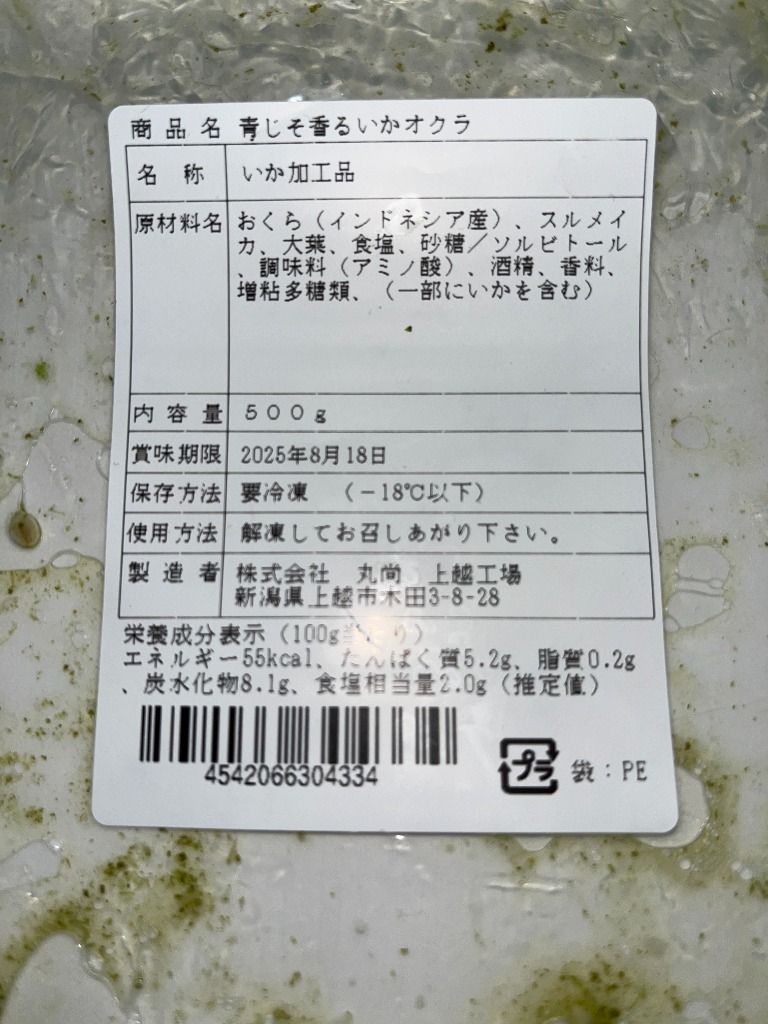 商品名 青じそ香るいかオクラ
名称 いか加工品
原材料名 おくら（インドネシア産）、スルメイ
カ、大葉、食塩、砂糖／ソルビトール
、調味料（アミノ酸）、酒精、香料、
増粘多糖類、（一部にいかを含む）
内容量 ５００ｇ
賞味期限 2025年8月18日
保存方法 要冷凍 （－18℃以下）
使用方法 解凍してお召しあがり下さい。
製造者 株式会社 丸尚 上越工場
新潟県上越市木田3-8-28
栄養成分表示（100g当たり）
エネルギー55kcal、たんぱく質5.2g、脂質0.2g
、炭水化物8.1g、食塩相当量2.0g（推定値）
4542066304334
プラ 袋：PE